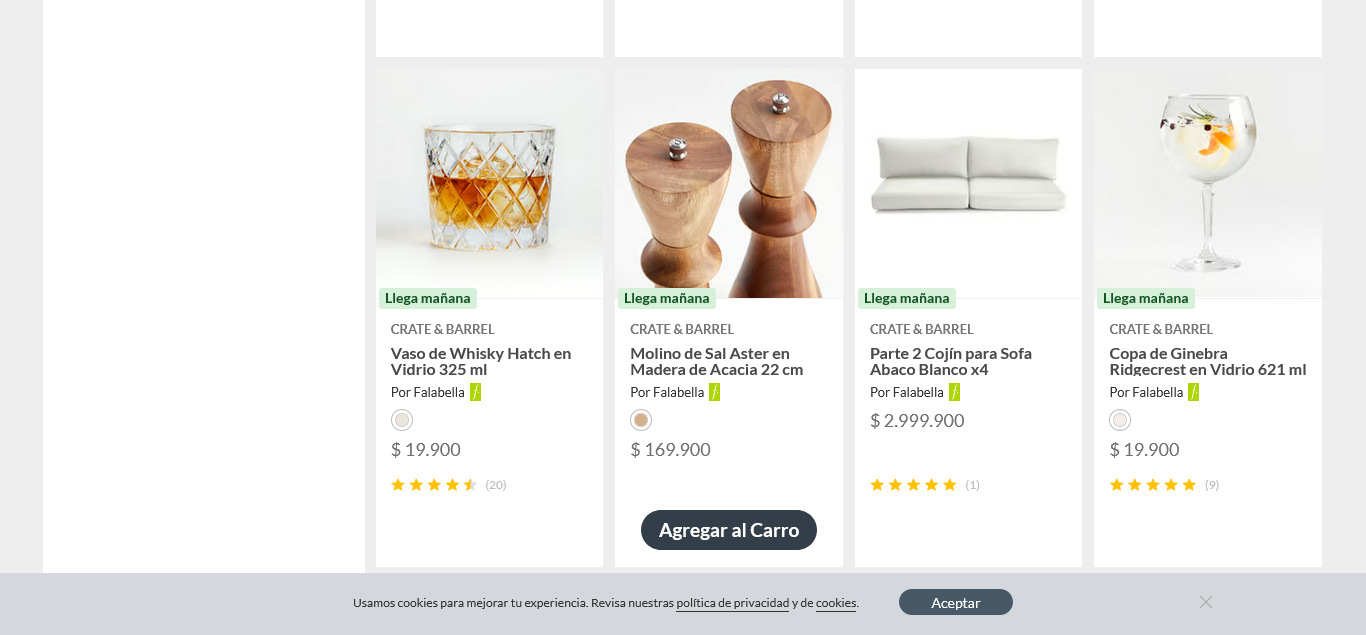 Llega mañana
CRATE & BARREL
Vaso de Whisky Hatch en
Vidrio 325 ml
Por Falabella
$ 19.900
(20)
Llega mañana
CRATE & BARREL
Molino de Sal Aster en
Madera de Acacia 22 cm
Por Falabella
$ 169.900
Agregar al Carro
Llega mañana
CRATE & BARREL
Parte 2 Cojín para Sofa
Abaco Blanco x4
Por Falabella
$ 2.999.900
(1)
Llega mañana
CRATE & BARREL
Copa de Ginebra
Ridgecrest en Vidrio 621 ml
Por Falabella
$ 19.900
(9)
Usamos cookies para mejorar tu experiencia. Revisa nuestras política de privacidad y de cookies.
Aceptar